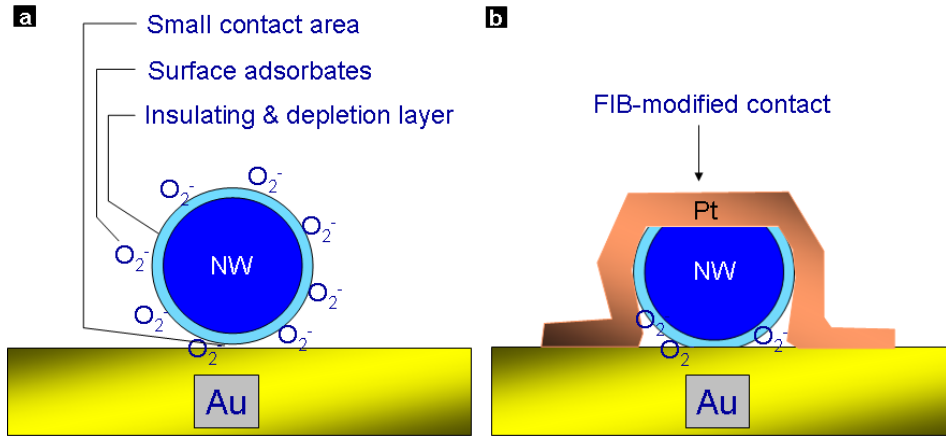 a
Small contact area
Surface adsorbates
Insulating & depletion layer
O₂⁻
O₂⁻
O₂⁻
O₂⁻
NW
O₂⁻
O₂⁻
O₂⁻
O₂⁻
Au
b
FIB-modified contact
Pt
NW
O₂⁻
O₂⁻
O₂⁻
Au